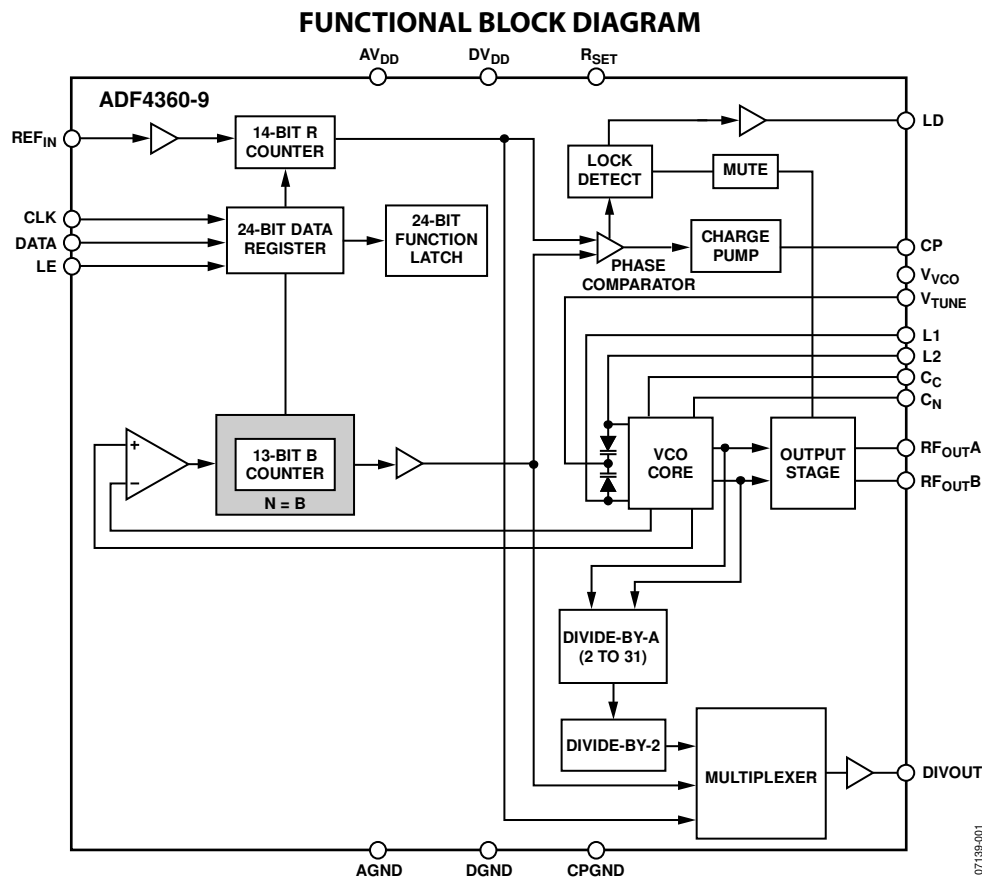 FUNCTIONAL BLOCK DIAGRAM
AVDD
DVDD
RSET
ADF4360-9
REFIN
14-BIT R
COUNTER
LD
LOCK
DETECT
MUTE
CLK
DATA
LE
24-BIT DATA
REGISTER
24-BIT
FUNCTION
LATCH
PHASE
COMPARATOR
CHARGE
PUMP
CP
VVCO
VTUNE
L1
L2
CC
CN
+
−
13-BIT B
COUNTER
N = B
VCO
CORE
OUTPUT
STAGE
RFOUTA
RFOUTB
DIVIDE-BY-A
(2 TO 31)
DIVIDE-BY-2
MULTIPLEXER
DIVOUT
AGND
DGND
CPGND
07139-001